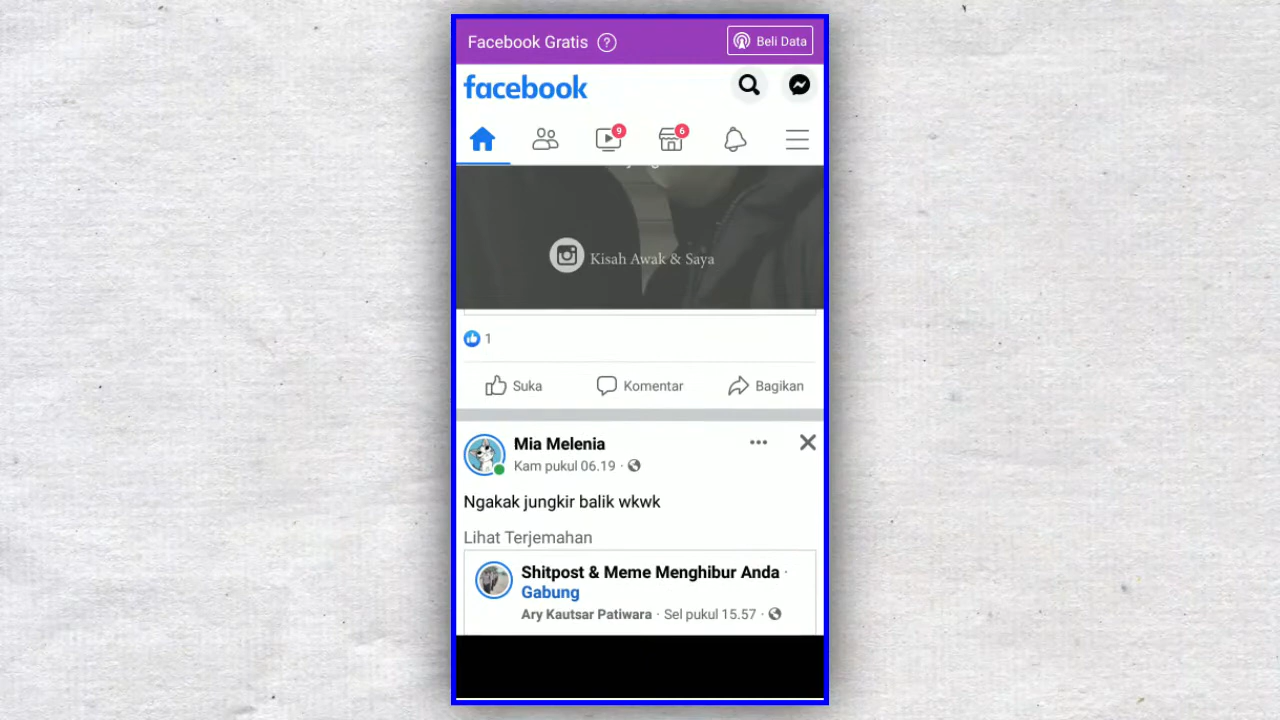 Facebook Gratis ?
Beli Data
facebook
9
6
Kisah Awak & Saya
1
Suka
Komentar
Bagikan
Mia Melenia
Kam pukul 06.19 ·
Ngakak jungkir balik wkwk
Lihat Terjemahan
Shitpost & Meme Menghibur Anda ·
Gabung
Ary Kautsar Patiwara · Sel pukul 15.57 ·